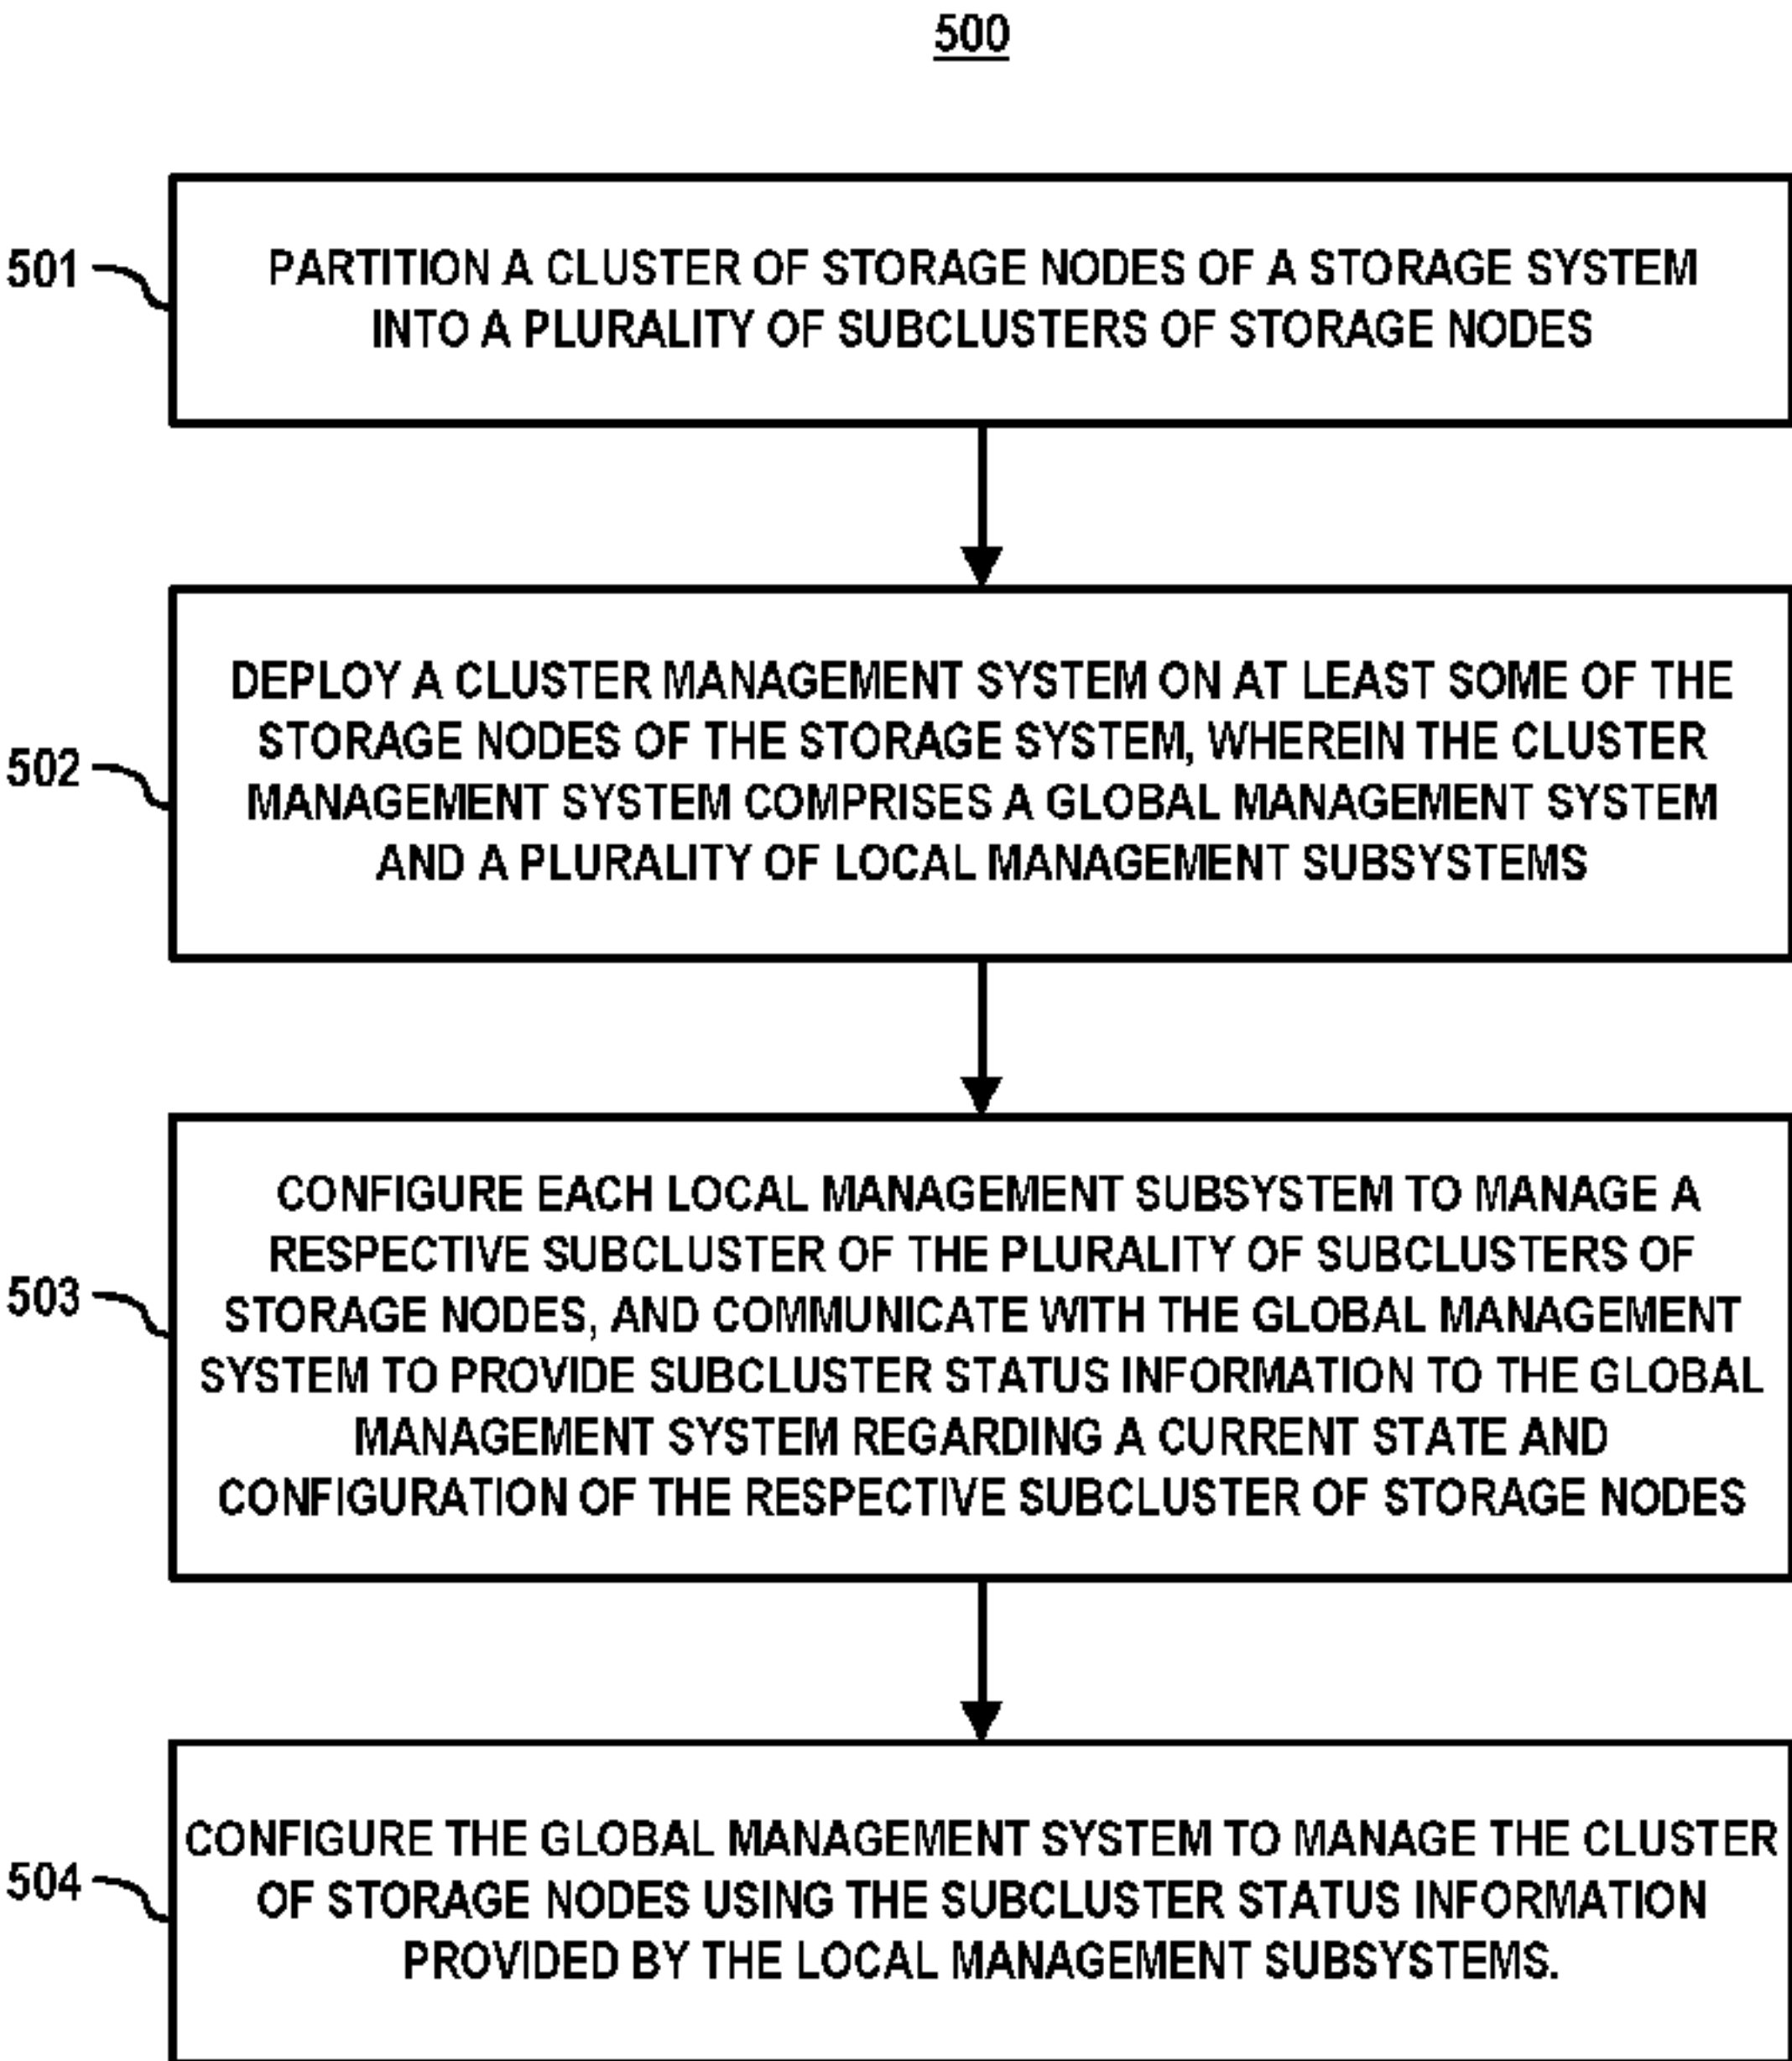 500
501
PARTITION A CLUSTER OF STORAGE NODES OF A STORAGE SYSTEM
INTO A PLURALITY OF SUBCLUSTERS OF STORAGE NODES
502
DEPLOY A CLUSTER MANAGEMENT SYSTEM ON AT LEAST SOME OF THE
STORAGE NODES OF THE STORAGE SYSTEM, WHEREIN THE CLUSTER
MANAGEMENT SYSTEM COMPRISES A GLOBAL MANAGEMENT SYSTEM
AND A PLURALITY OF LOCAL MANAGEMENT SUBSYSTEMS
503
CONFIGURE EACH LOCAL MANAGEMENT SUBSYSTEM TO MANAGE A
RESPECTIVE SUBCLUSTER OF THE PLURALITY OF SUBCLUSTERS OF
STORAGE NODES, AND COMMUNICATE WITH THE GLOBAL MANAGEMENT
SYSTEM TO PROVIDE SUBCLUSTER STATUS INFORMATION TO THE GLOBAL
MANAGEMENT SYSTEM REGARDING A CURRENT STATE AND
CONFIGURATION OF THE RESPECTIVE SUBCLUSTER OF STORAGE NODES
504
CONFIGURE THE GLOBAL MANAGEMENT SYSTEM TO MANAGE THE CLUSTER
OF STORAGE NODES USING THE SUBCLUSTER STATUS INFORMATION
PROVIDED BY THE LOCAL MANAGEMENT SUBSYSTEMS.